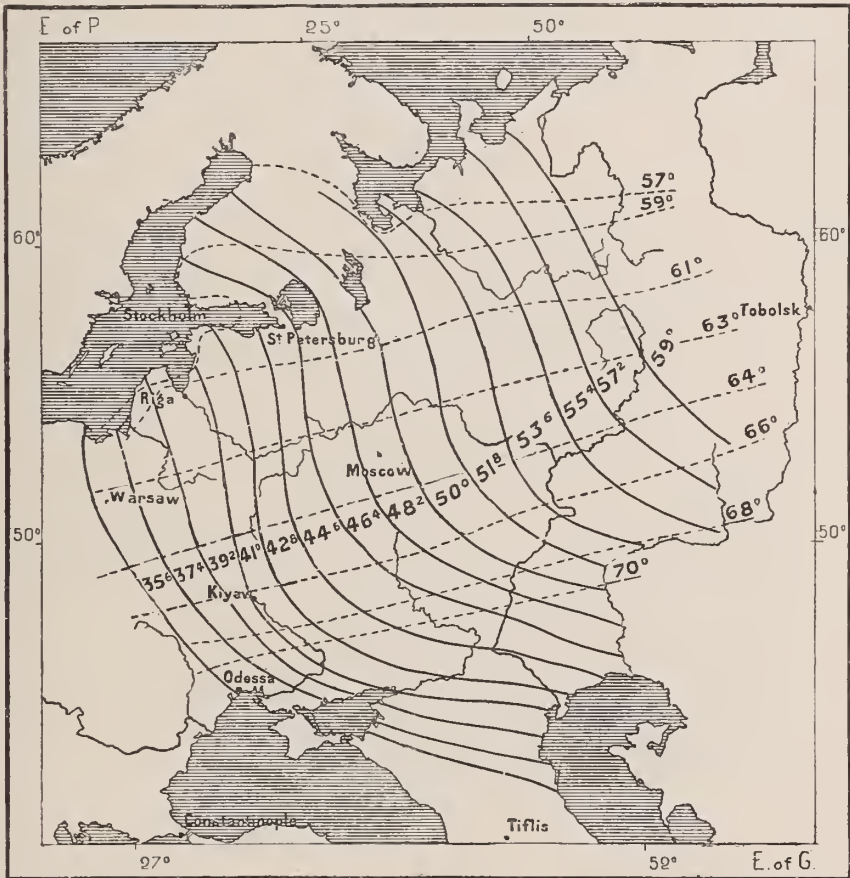 E. of P. 25° 50°
57°
59°
60° 60°
61°
Stockholm 63° Tobolsk
St Petersburg 59°
64°
Riga 57²
55⁴
53⁶ 66°
Moscow 51⁸
Warsaw 50°
48² 68°
46⁴
50° 44⁶ 50°
42⁸
41°
39²
37⁴
35⁶ 70°
Kiyaw
Odessa
Constantinople Tiflis
27° 52° E. of G.